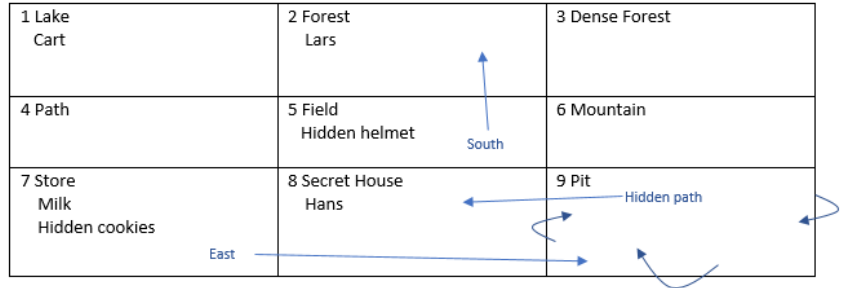 1 Lake
Cart
2 Forest
Lars
3 Dense Forest
4 Path
5 Field
Hidden helmet
South
6 Mountain
7 Store
Milk
Hidden cookies
East
8 Secret House
Hans
9 Pit
Hidden path